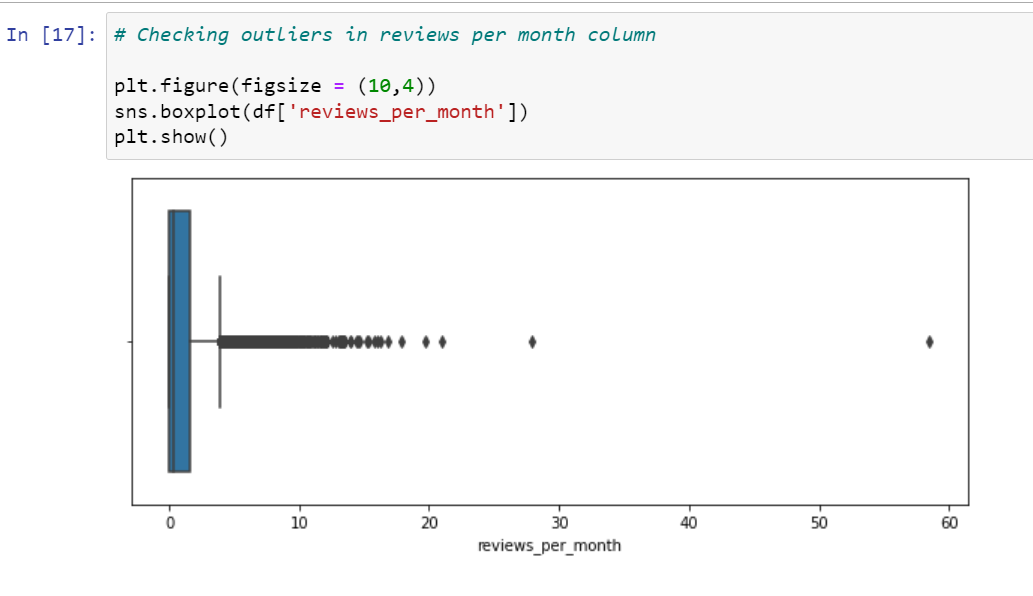 In [17]: # Checking outliers in reviews per month column
plt.figure(figsize = (10,4))
sns.boxplot(df['reviews_per_month'])
plt.show()
0 10 20 30 40 50 60
reviews_per_month